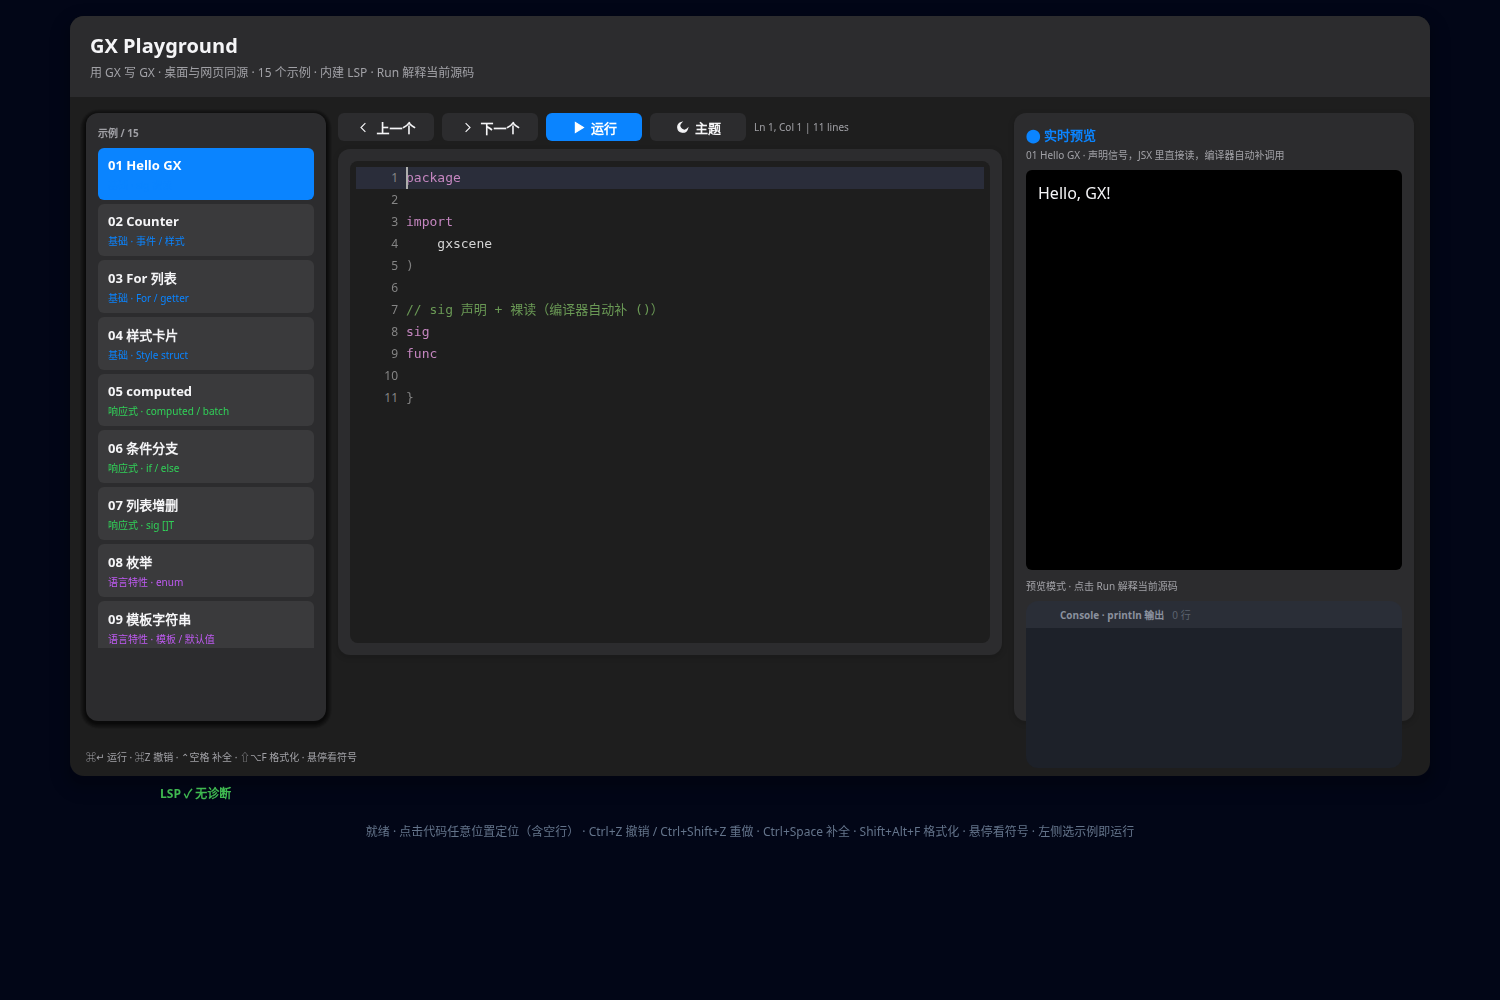 GX Playground
用 GX 写 GX · 桌面与网页同源 · 15 个示例 · 内建 LSP · Run 解释当前源码
示例 / 15
01 Hello GX
02 Counter
基础 · 事件 / 样式
03 For 列表
基础 · For / getter
04 样式卡片
基础 · Style struct
05 computed
响应式 · computed / batch
06 条件分支
响应式 · if / else
07 列表增删
响应式 · sig []T
08 枚举
语言特性 · enum
09 模板字符串
语言特性 · 模板 / 默认值
上一个
下一个
运行
主题
Ln 1, Col 1 | 11 lines
1 package
2
3 import
4 gxscene
5 )
6
7 // sig 声明 + 裸读（编译器自动补 ()）
8 sig
9 func
10
11 }
实时预览
01 Hello GX · 声明信号，JSX 里直接读，编译器自动补调用
Hello, GX!
预览模式 · 点击 Run 解释当前源码
Console · println 输出 0 行
⌘↵ 运行 · ⌘Z 撤销 · ⌃空格 补全 · ⇧⌥F 格式化 · 悬停看符号
LSP ✓ 无诊断
就绪 · 点击代码任意位置定位（含空行） · Ctrl+Z 撤销 / Ctrl+Shift+Z 重做 · Ctrl+Space 补全 · Shift+Alt+F 格式化 · 悬停看符号 · 左侧选示例即运行